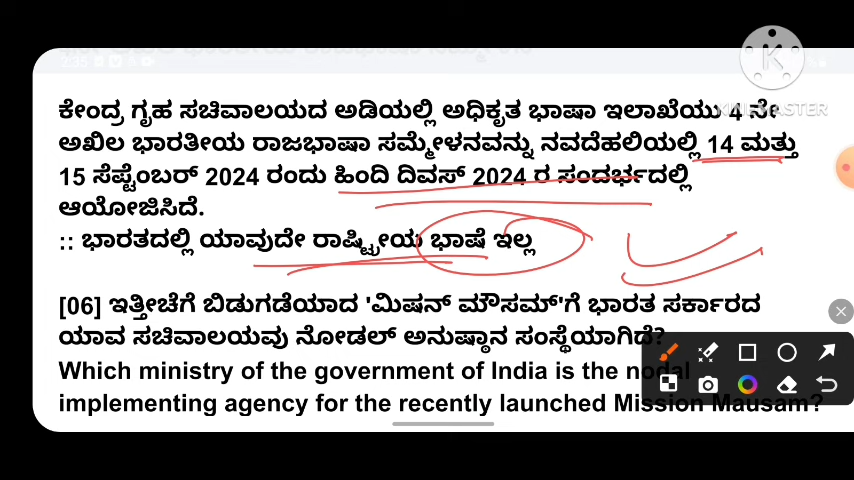 ಕೇಂದ್ರ ಗೃಹ ಸಚಿವಾಲಯದ ಅಡಿಯಲ್ಲಿ ಅಧಿಕೃತ ಭಾಷಾ ಇಲಾಖೆಯು 4 ನೇ
ಅಖಿಲ ಭಾರತೀಯ ರಾಜಭಾಷಾ ಸಮ್ಮೇಳನವನ್ನು ನವದೆಹಲಿಯಲ್ಲಿ 14 ಮತ್ತು
15 ಸೆಪ್ಟೆಂಬರ್ 2024 ರಂದು ಹಿಂದಿ ದಿವಸ್ 2024 ರ ಸಂದರ್ಭದಲ್ಲಿ
ಆಯೋಜಿಸಿದೆ.
:: ಭಾರತದಲ್ಲಿ ಯಾವುದೇ ರಾಷ್ಟ್ರೀಯ ಭಾಷೆ ಇಲ್ಲ
[06] ಇತ್ತೀಚೆಗೆ ಬಿಡುಗಡೆಯಾದ 'ಮಿಷನ್ ಮೌಸಮ್'ಗೆ ಭಾರತ ಸರ್ಕಾರದ
ಯಾವ ಸಚಿವಾಲಯವು ನೋಡಲ್ ಅನುಷ್ಠಾನ ಸಂಸ್ಥೆಯಾಗಿದೆ?
Which ministry of the government of India is the nodal
implementing agency for the recently launched Mission Mausam?